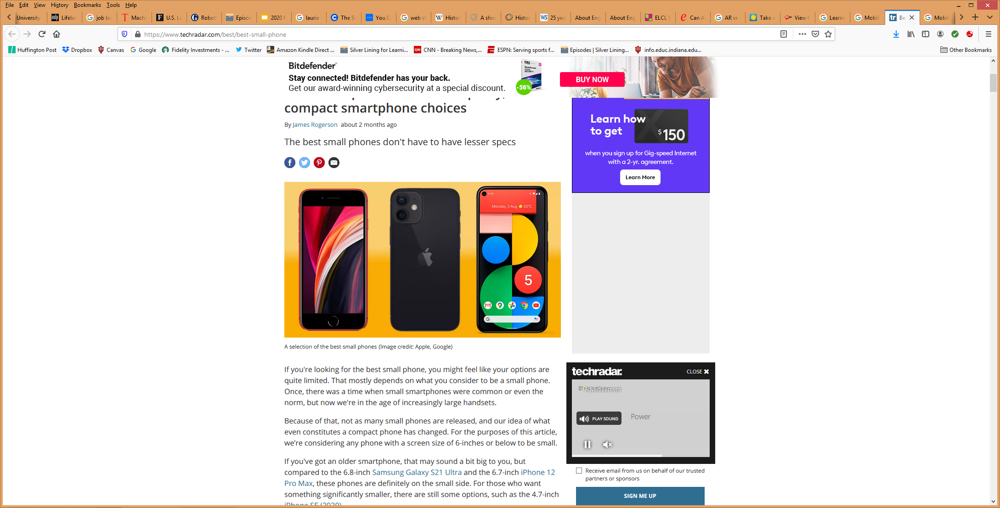 File Edit View History Bookmarks Tools Help
University Lifelor job los Machi U.S. Lo Robot Episod 2020 N laurie The Sc You C web st Histor A shor Histor 25 yea About Eng About Eng ELCL 6 Can A AR vr Take a View t Learni Mobil Be Mobil
https://www.techradar.com/best/best-small-phone
Huffington Post Dropbox Canvas Google Fidelity Investments - ... Twitter Amazon Kindle Direct ... Silver Lining for Learni... CNN - Breaking News,... ESPN: Serving sports f... Episodes | Silver Lining... info.educ.indiana.edu... Other Bookmarks
Bitdefender
Stay connected! Bitdefender has your back.
Get our award-winning cybersecurity at a special discount.
Bitdefender
TOTAL
SECURITY
-56%
BUY NOW
compact smartphone choices
By James Rogerson about 2 months ago
The best small phones don't have to have lesser specs
10:00
Monday, 3 Aug 20°C
5
A selection of the best small phones (Image credit: Apple, Google)
If you're looking for the best small phone, you might feel like your options are
quite limited. That mostly depends on what you consider to be a small phone.
Once, there was a time when small smartphones were common or even the
norm, but now we're in the age of increasingly large handsets.
Because of that, not as many small phones are released, and our idea of what
even constitutes a compact phone has changed. For the purposes of this article,
we’re considering any phone with a screen size of 6-inches or below to be small.
If you've got an older smartphone, that may sound a bit big to you, but
compared to the 6.8-inch Samsung Galaxy S21 Ultra and the 6.7-inch iPhone 12
Pro Max, these phones are definitely on the small side. For those who want
something significantly smaller, there are still some options, such as the 4.7-inch
iPhone SE (2020)
Learn how
to get
$150
when you sign up for Gig-speed Internet
with a 2-yr. agreement.
Learn More
techradar.
CLOSE
Advertisement
PLAY SOUND
Power
Receive email from us on behalf of our trusted
partners or sponsors
SIGN ME UP